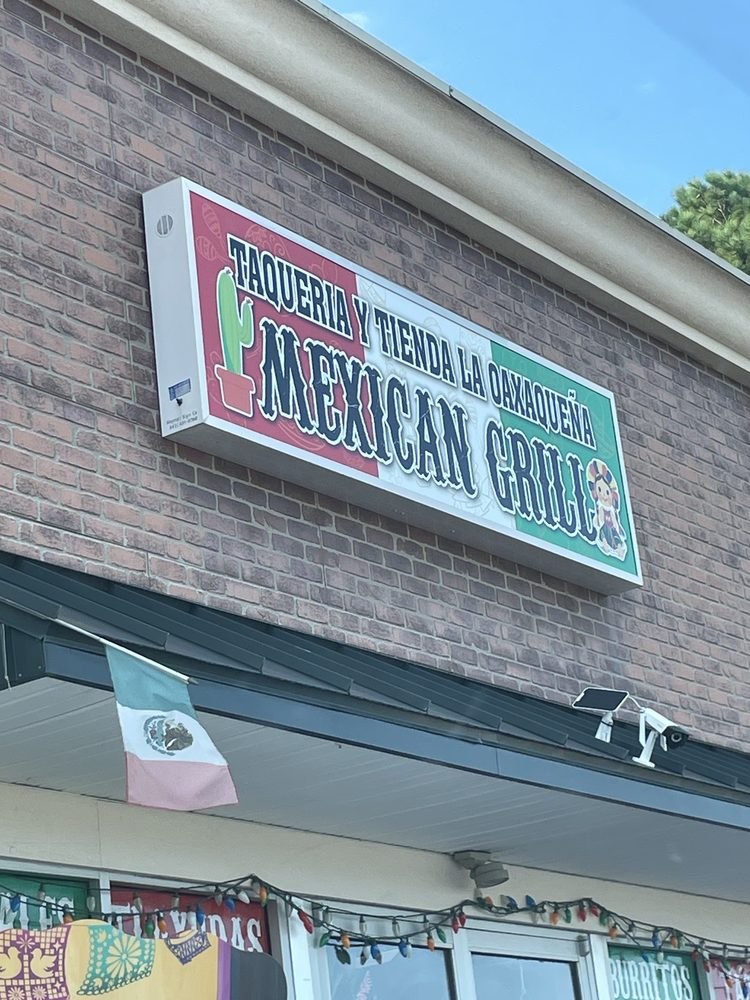 TAQUERIA Y TIENDA LA OAXAQUEÑA
MEXICAN GRILL
BURRITOS